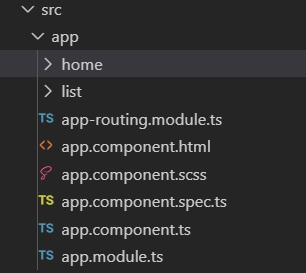 src
app
home
list
TS app-routing.module.ts
<> app.component.html
app.component.scss
TS app.component.spec.ts
TS app.component.ts
TS app.module.ts